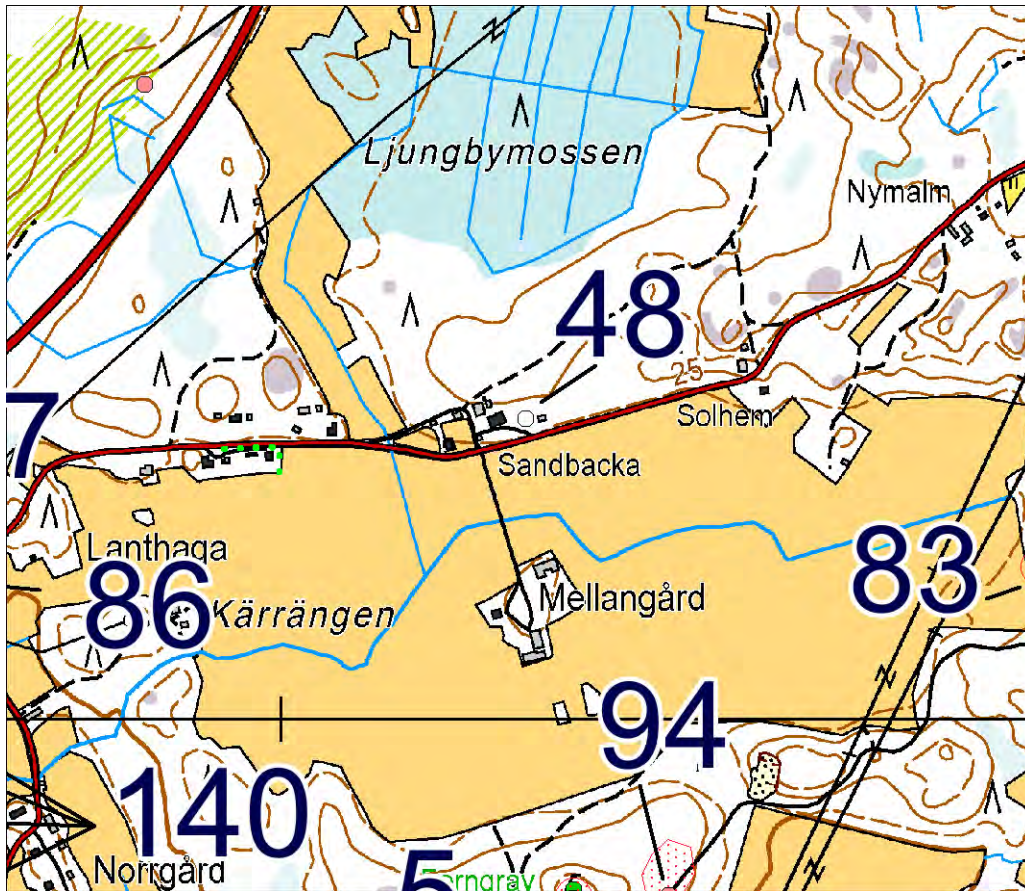 Ljungbymossen
Nymalm
48
25
Solhem
7
Sandbacka
Lanthaga
83
86
Mellangård
Kärrängen
94
140
Norrgård
5